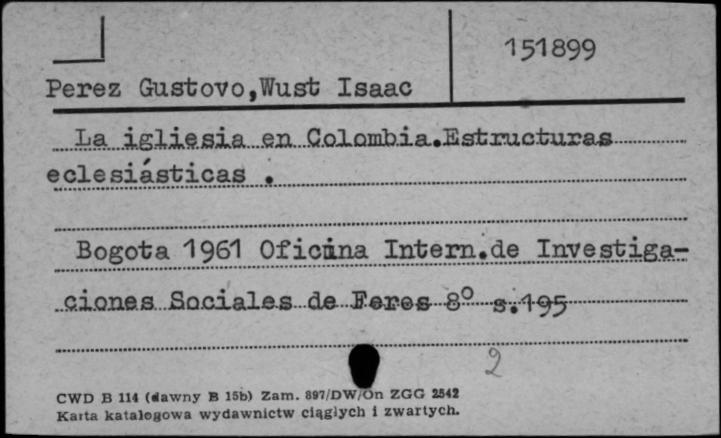 151899
Perez Gustovo,Wust Isaac
La igliesia en Colombia.Estructuras
eclesiásticas .
Bogota 1961 Oficina Intern.de Investiga-
ciones Sociales de Feres 8° s.195
2
CWD B 114 (dawny B 15b) Zam. 897/DW/On ZGG 2542
Karta katalogowa wydawnictw ciągłych i zwartych.